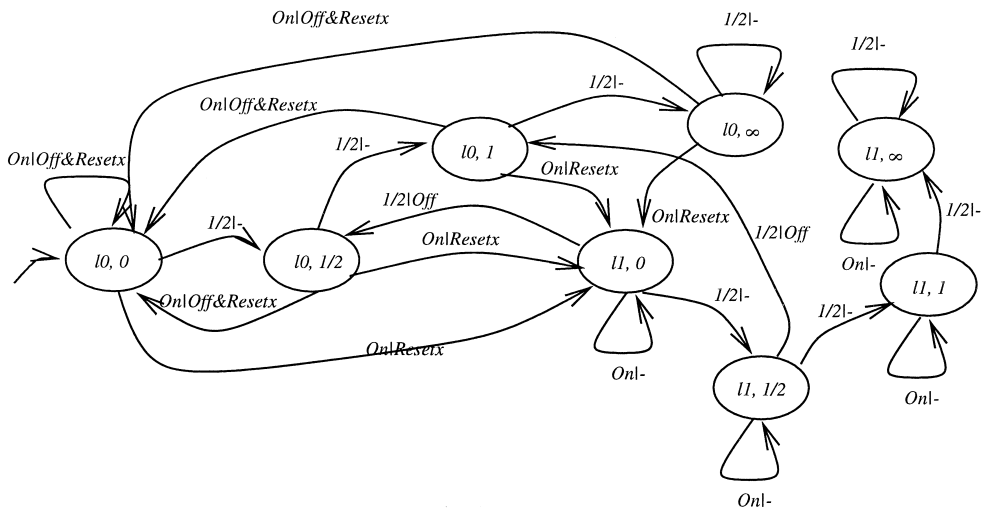 On|Off&Resetx
1/2|-
1/2|-
On|Off&Resetx
1/2|-
l0, ∞
On|Off&Resetx
1/2|-
l0, 1
l1, ∞
On|Resetx
1/2|Off
On|Resetx
1/2|-
1/2|-
On|Resetx
1/2|Off
l0, 0
l0, 1/2
l1, 0
On|-
l1, 1
On|Off&Resetx
1/2|-
1/2|-
On|Resetx
On|-
l1, 1/2
On|-
On|-